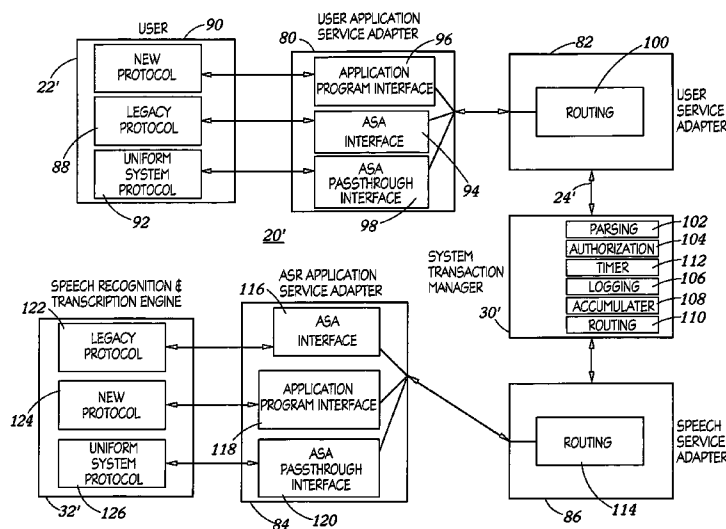 USER
90
22'
NEW
PROTOCOL
LEGACY
PROTOCOL
88
UNIFORM
SYSTEM
PROTOCOL
92
USER APPLICATION
SERVICE ADAPTER
80
96
APPLICATION
PROGRAM INTERFACE
ASA
INTERFACE
94
ASA
PASSTHROUGH
INTERFACE
98
82
100
ROUTING
USER
SERVICE
ADAPTER
24'
20'
SYSTEM
TRANSACTION
MANAGER
30'
PARSING
102
AUTHORIZATION
104
TIMER
112
LOGGING
106
ACCUMULATER
108
ROUTING
110
SPEECH RECOGNITION &
TRANSCRIPTION ENGINE
122
LEGACY
PROTOCOL
124
NEW
PROTOCOL
UNIFORM
SYSTEM
PROTOCOL
32'
126
ASR APPLICATION
SERVICE ADAPTER
116
ASA
INTERFACE
APPLICATION
PROGRAM INTERFACE
118
ASA
PASSTHROUGH
INTERFACE
84
120
ROUTING
SPEECH
SERVICE
ADAPTER
86
114